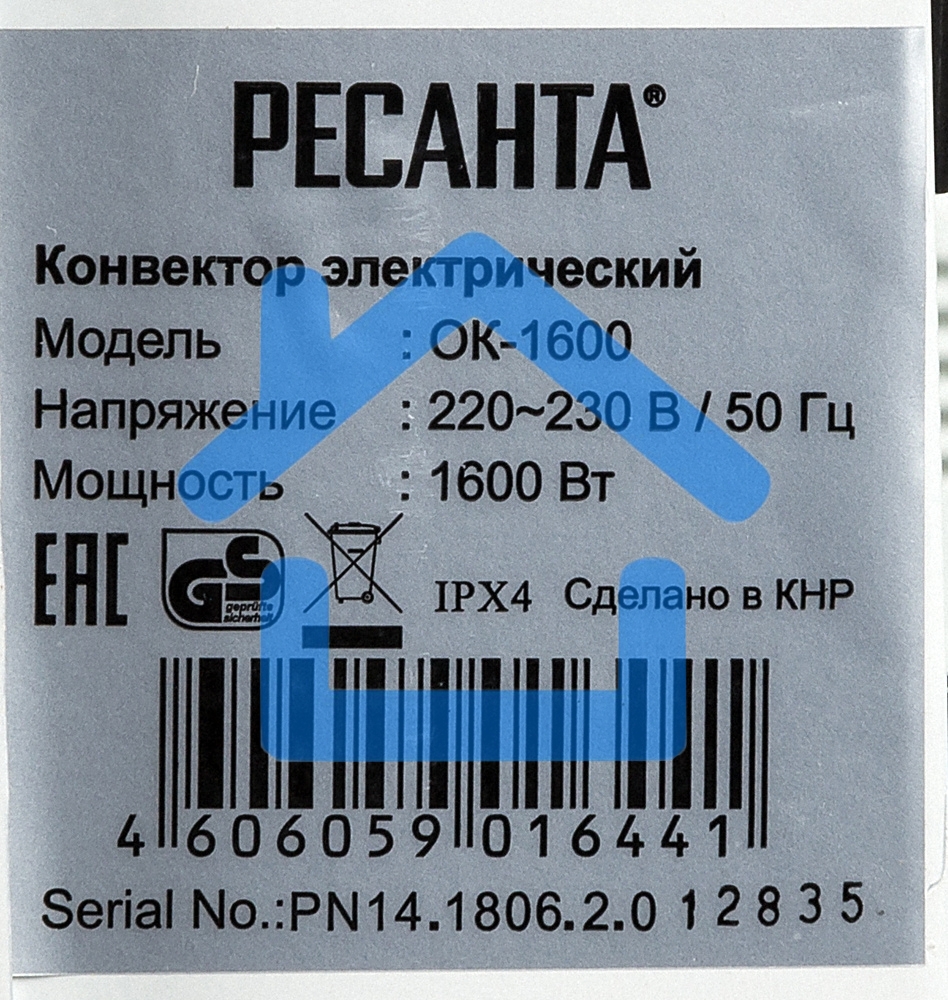 РЕСАНТА®
Конвектор электрический
Модель : ОК-1600
Напряжение : 220~230 В / 50 Гц
Мощность : 1600 Вт
ЕАС GS geprüfte sicherheit IPX4 Сделано в КНР
4 606059 016441
Serial No.:PN14.1806.2.0 12835